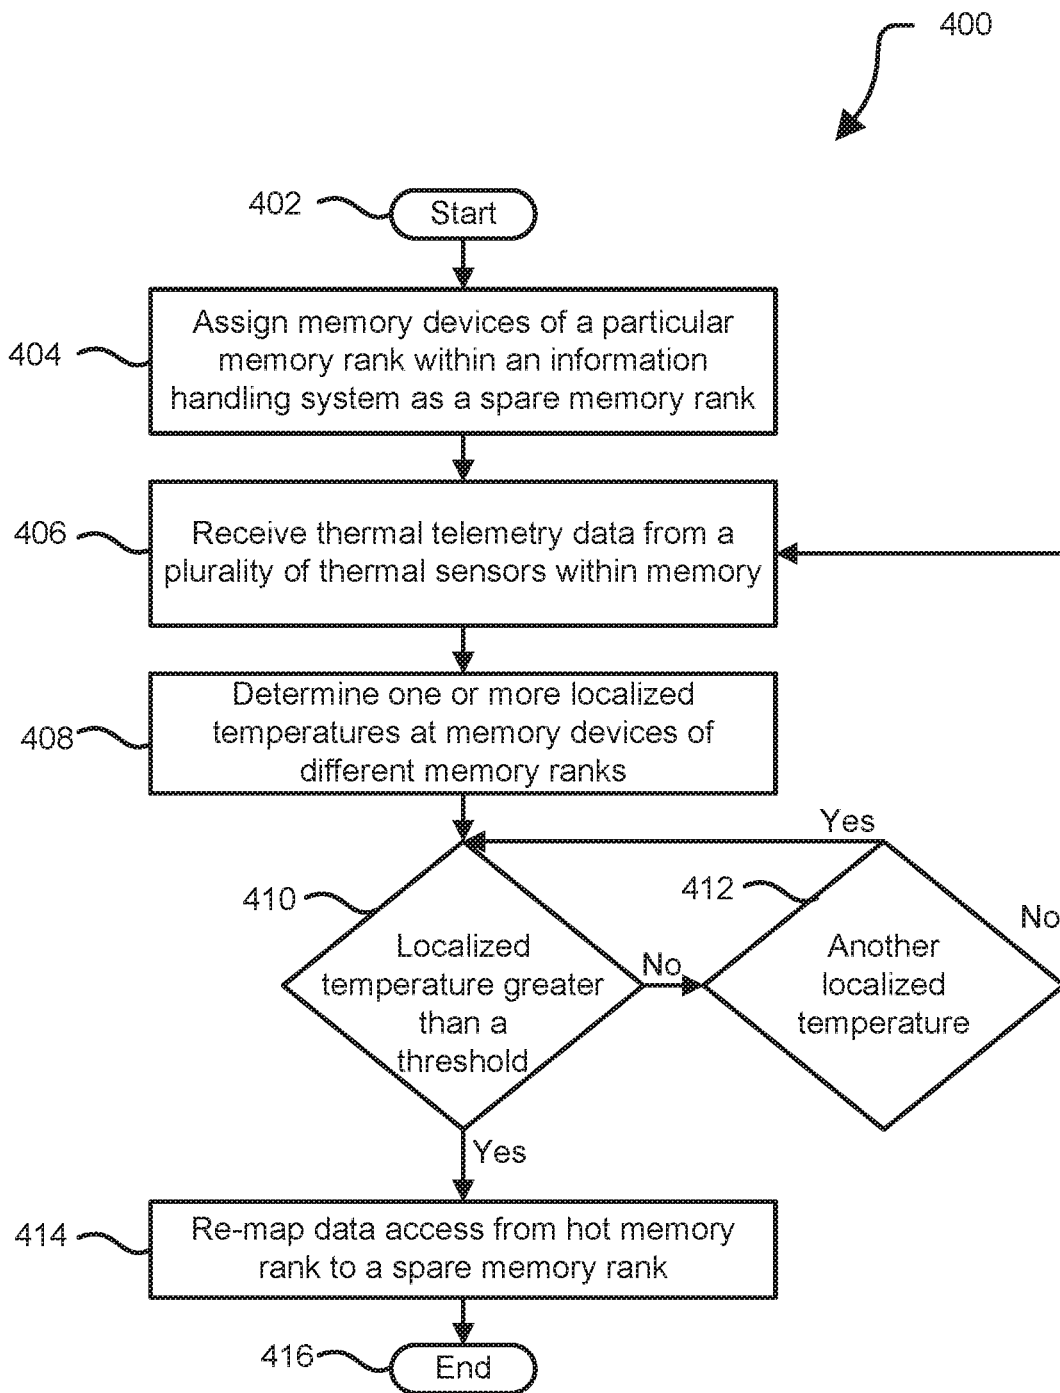 400
402
Start
404
Assign memory devices of a particular
memory rank within an information
handling system as a spare memory rank
406
Receive thermal telemetry data from a
plurality of thermal sensors within memory
408
Determine one or more localized
temperatures at memory devices of
different memory ranks
Yes
410
412
No
Localized
temperature greater
than a
threshold
No
Another
localized
temperature
Yes
414
Re-map data access from hot memory
rank to a spare memory rank
416
End